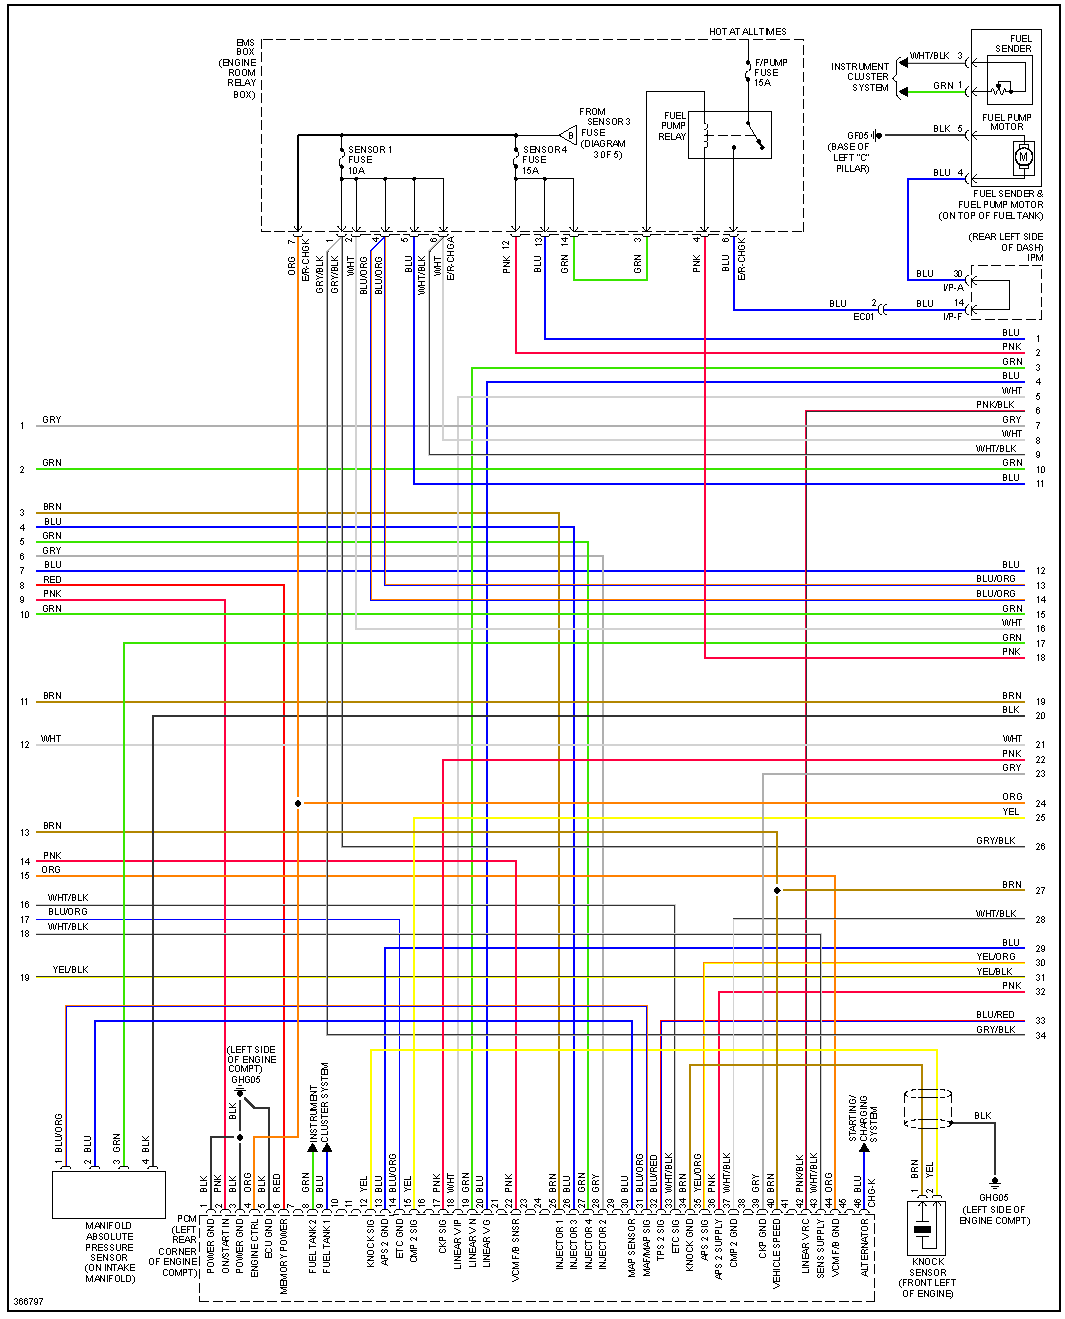 HOT AT ALL TIMES
EMS
BOX
(ENGINE
ROOM
RELAY
BOX)
F/PUMP
FUSE
15A
FUEL
PUMP
RELAY
FROM
SENSOR 3
FUSE
(DIAGRAM
3 OF 5)
B
SENSOR 1
FUSE
10A
SENSOR 4
FUSE
15A
FUEL
SENDER
WHT/BLK 3
INSTRUMENT
CLUSTER
SYSTEM
GRN 1
FUEL PUMP
MOTOR
BLK 5
GF05
(BASE OF
LEFT "C"
PILLAR)
M
BLU 4
FUEL SENDER &
FUEL PUMP MOTOR
(ON TOP OF FUEL TANK)
(REAR LEFT SIDE
OF DASH)
IPM
BLU 30
I/P-A
BLU 2
EC01
BLU 14
I/P-F
7 ORG
E/R-CHGK
GRY/BLK
1 GRY/BLK
2 WHT
BLU/ORG
4 BLU/ORG
5 BLU
WHT/BLK
6 WHT
E/R-CHGA
12 PNK
13 BLU
14 GRN
3 GRN
4 PNK
6 BLU
E/R-CHGK
BLU 1
PNK 2
GRN 3
BLU 4
WHT 5
PNK/BLK 6
GRY 7
WHT 8
WHT/BLK 9
GRN 10
BLU 11
BLU 12
BLU/ORG 13
BLU/ORG 14
GRN 15
WHT 16
GRN 17
PNK 18
BRN 19
BLK 20
WHT 21
PNK 22
GRY 23
ORG 24
YEL 25
GRY/BLK 26
BRN 27
WHT/BLK 28
BLU 29
YEL/ORG 30
YEL/BLK 31
PNK 32
BLU/RED 33
GRY/BLK 34
1 GRY
2 GRN
3 BRN
4 BLU
5 GRN
6 GRY
7 BLU
8 RED
9 PNK
10 GRN
11 BRN
12 WHT
13 BRN
14 PNK
15 ORG
16 WHT/BLK
17 BLU/ORG
18 WHT/BLK
19 YEL/BLK
(LEFT SIDE
OF ENGINE
COMPT)
GHG05
BLK
INSTRUMENT
CLUSTER SYSTEM
STARTING/
CHARGING
SYSTEM
BLK
GHG05
(LEFT SIDE OF
ENGINE COMPT)
1 BRN
2 YEL
KNOCK
SENSOR
(FRONT LEFT
OF ENGINE)
1 BLU/ORG
2 BLU
3 GRN
4 BLK
MANIFOLD
ABSOLUTE
PRESSURE
SENSOR
(ON INTAKE
MANIFOLD)
PCM
(LEFT
REAR
CORNER
OF ENGINE
COMPT)
1 BLK POWER GND
2 PNK ON/START IN
3 BLK POWER GND
4 ORG ENGINE CTRL
5 BLK ECU GND
6 RED MEMORY POWER
7
8 GRN FUEL TANK 2
9 BLU FUEL TANK 1
10
11
12 YEL KNOCK SIG
13 BLU APS 2 GND
14 BLU/ORG ETC GND
15 YEL CMP 2 SIG
16
17 PNK CKP SIG
18 WHT LINEAR VIP
19 GRN LINEAR V N
20 BLU LINEAR V G
21
22 PNK VCM F/B SNSR
23
24
25 BRN INJECTOR 1
26 BLU INJECTOR 3
27 GRN INJECTOR 4
28 GRY INJECTOR 2
29
30 BLU MAP SENSOR
31 BLU/ORG MAF/MAP SIG
32 BLU/RED TPS 2 SIG
33 WHT/BLK ETC SIG
34 BRN KNOCK GND
35 YEL/ORG APS 2 SIG
36 PNK APS 2 SUPPLY
37 WHT/BLK CMP 2 GND
38
39 GRY CKP GND
40 BRN VEHICLE SPEED
41
42 PNK/BLK LINEAR V RC
43 WHT/BLK SENS SUPPLY
44 ORG VCM F/B GND
45
46 BLU ALTERNATOR
CHG-K
366797